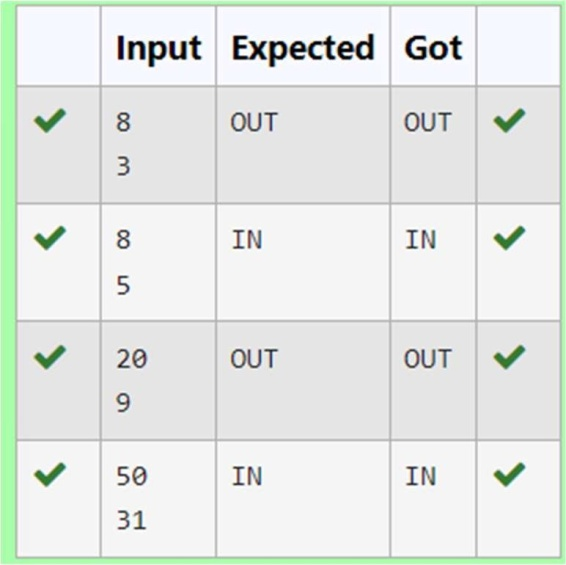 Input Expected Got
8 OUT OUT
3
8 IN IN
5
20 OUT OUT
9
50 IN IN
31